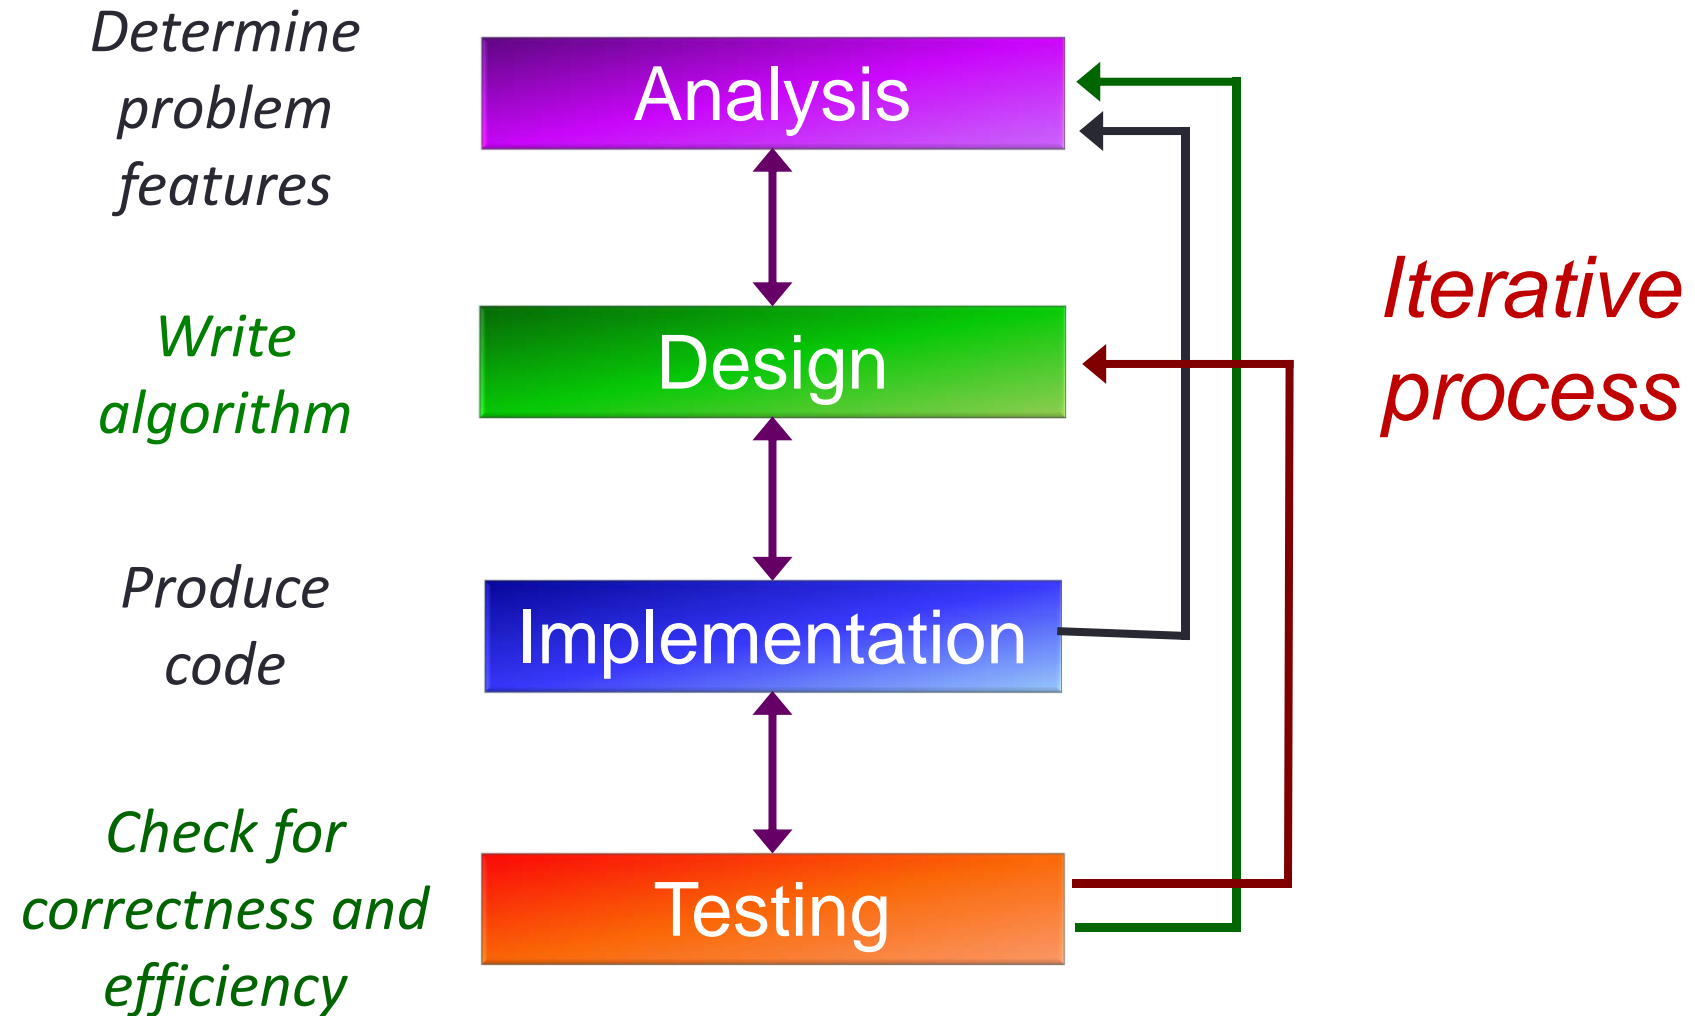 Determine
problem
features
Analysis
Write
algorithm
Design
Iterative
process
Produce
code
Implementation
Check for
correctness and
efficiency
Testing